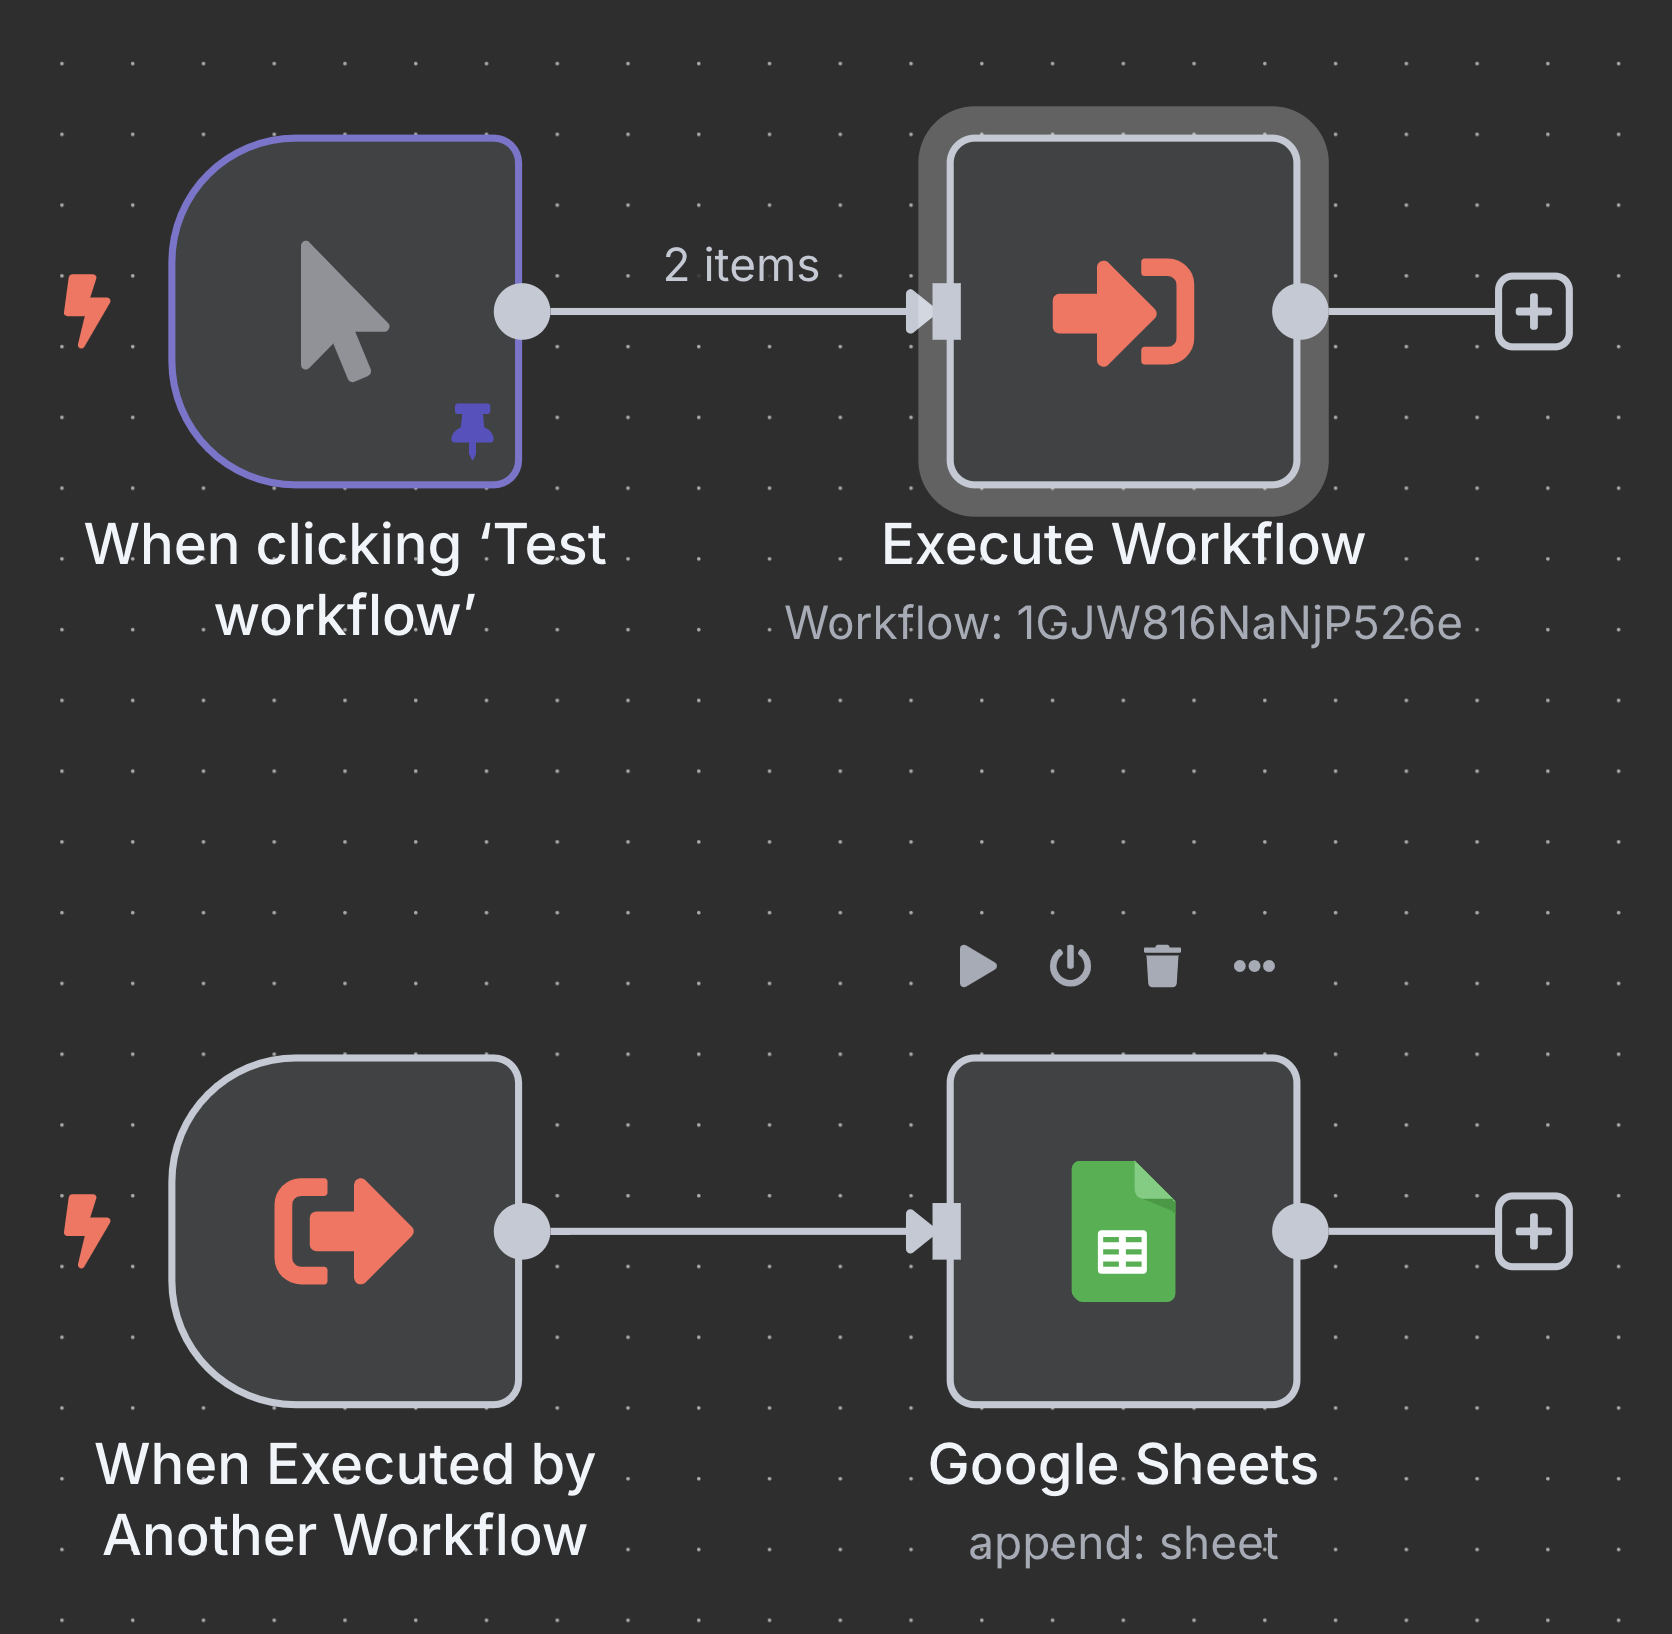 2 items
When clicking ‘Test
workflow’
Execute Workflow
Workflow: 1GJW816NaNjP526e
When Executed by
Another Workflow
Google Sheets
append: sheet